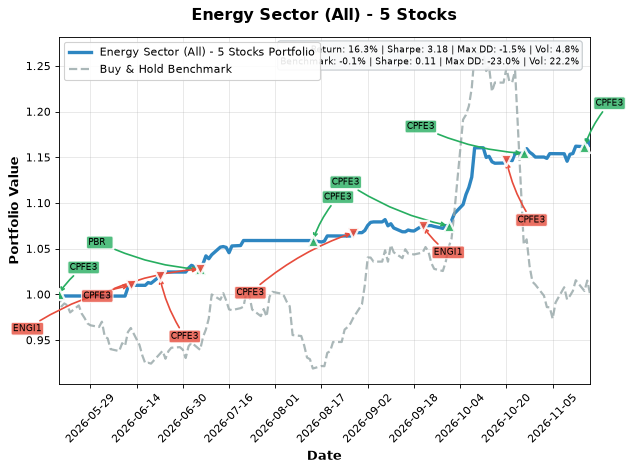 Energy Sector (All) - 5 Stocks
Energy Sector (All) - 5 Stocks Portfolio
Buy & Hold Benchmark
16.3% | Sharpe: 3.18 | Max DD: -1.5% | Vol: 4.8%
Benchmark: -0.1% | Sharpe: 0.11 | Max DD: -23.0% | Vol: 22.2%
Portfolio Value
1.25
1.20
1.15
1.10
1.05
1.00
0.95
CPFE3
CPFE3
CPFE3
CPFE3
CPFE3
PBR
ENGI1
CPFE3
CPFE3
CPFE3
CPFE3
ENGI1
2026-05-29
2026-06-14
2026-06-30
2026-07-16
2026-08-01
2026-08-17
2026-09-02
2026-09-18
2026-10-04
2026-10-20
2026-11-05
Date